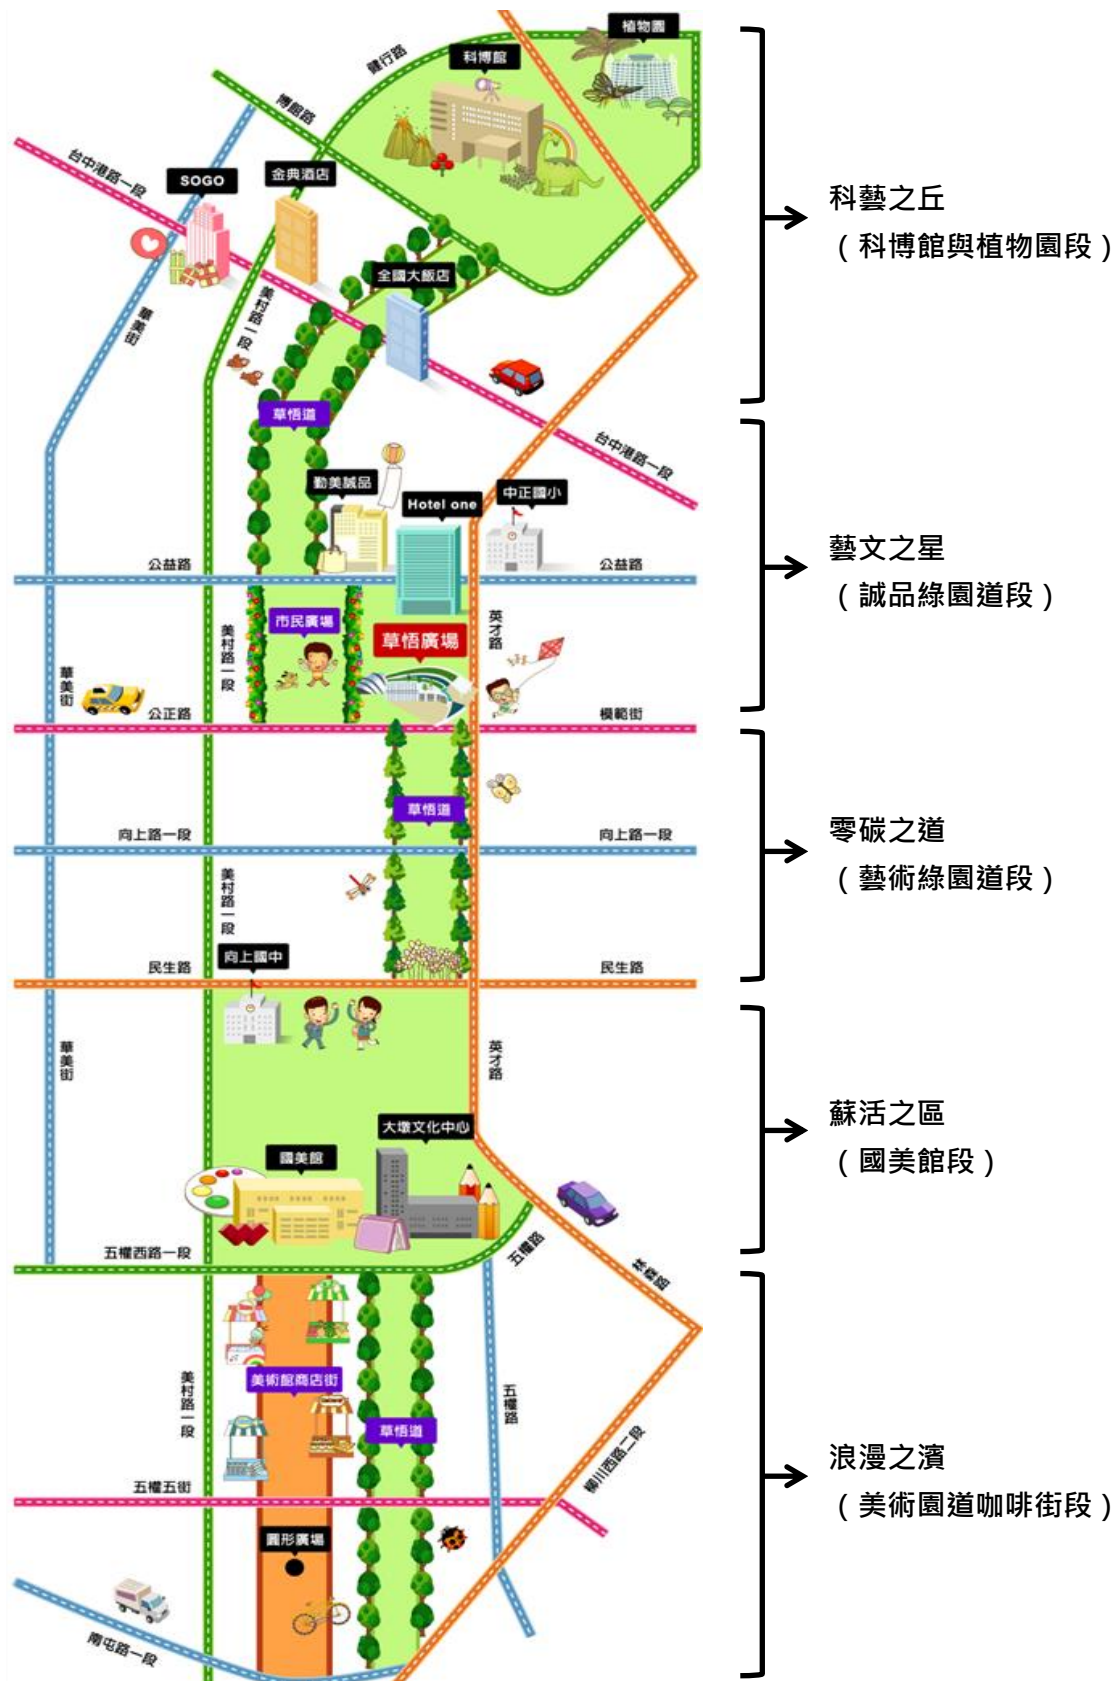 植物園
科博館
健行路
博館路
台中港路一段
SOGO
金典酒店
全國大飯店
美村路一段
華美街
草悟道
台中港路一段
科藝之丘
（科博館與植物園段）
勤美誠品
Hotel one
中正國小
公益路
公益路
市民廣場
草悟廣場
美村路一段
英才路
華美街
公正路
模範街
藝文之星
（誠品綠園道段）
草悟道
向上路一段
向上路一段
美村路一段
向上國中
民生路
民生路
零碳之道
（藝術綠園道段）
華美街
英才路
大墩文化中心
國美館
五權西路一段
五權路
林森路
蘇活之區
（國美館段）
美術館商店街
美村路一段
草悟道
五權路
柳川西路二段
五權五街
圓形廣場
南屯路一段
浪漫之濱
（美術園道咖啡街段）